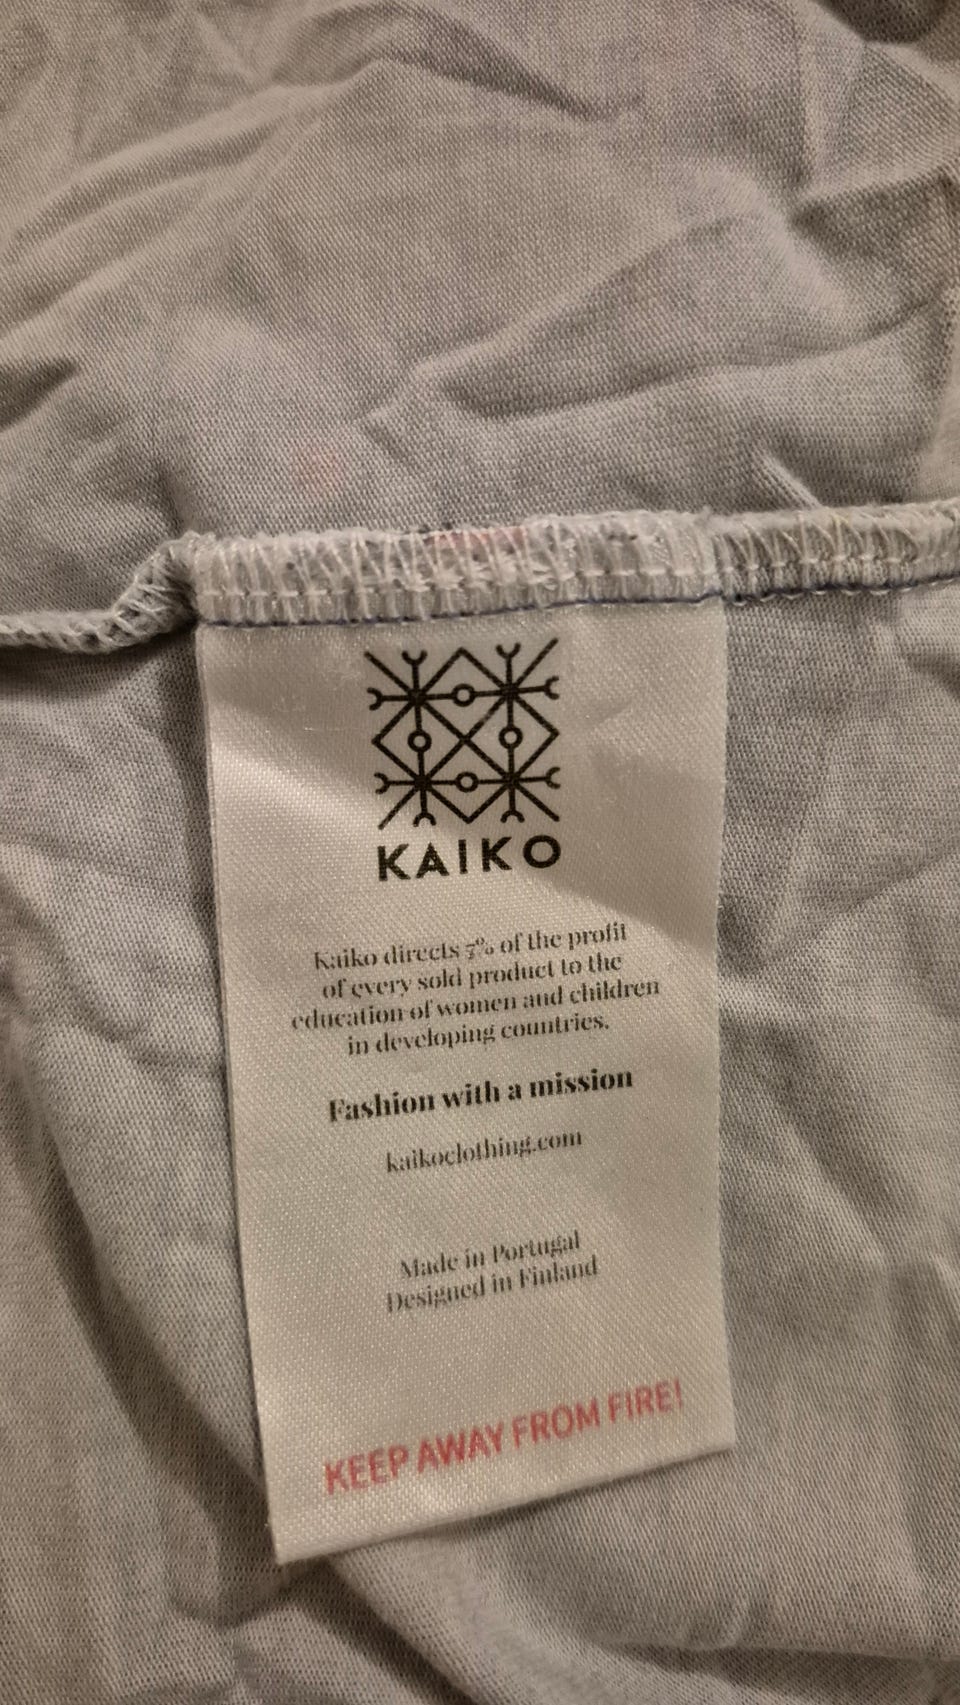 KAIKO
Kaiko directs 7% of the profit
of every sold product to the
education of women and children
in developing countries.
Fashion with a mission
kaikoclothing.com
Made in Portugal
Designed in Finland
KEEP AWAY FROM FIRE!